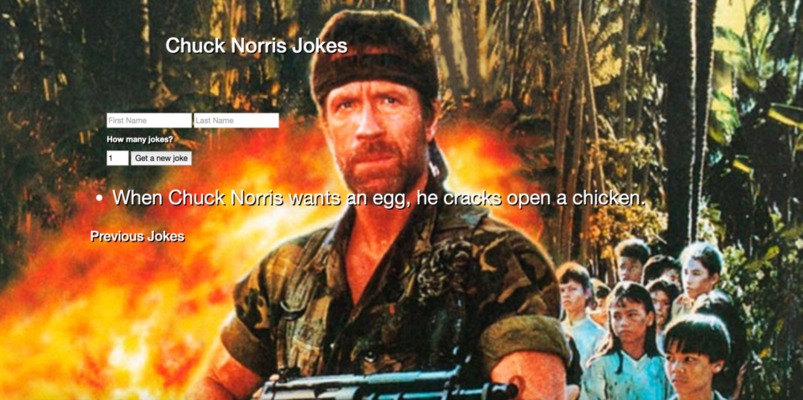 Chuck Norris Jokes
First Name Last Name
How many jokes?
1 Get a new joke
• When Chuck Norris wants an egg, he cracks open a chicken.
Previous Jokes